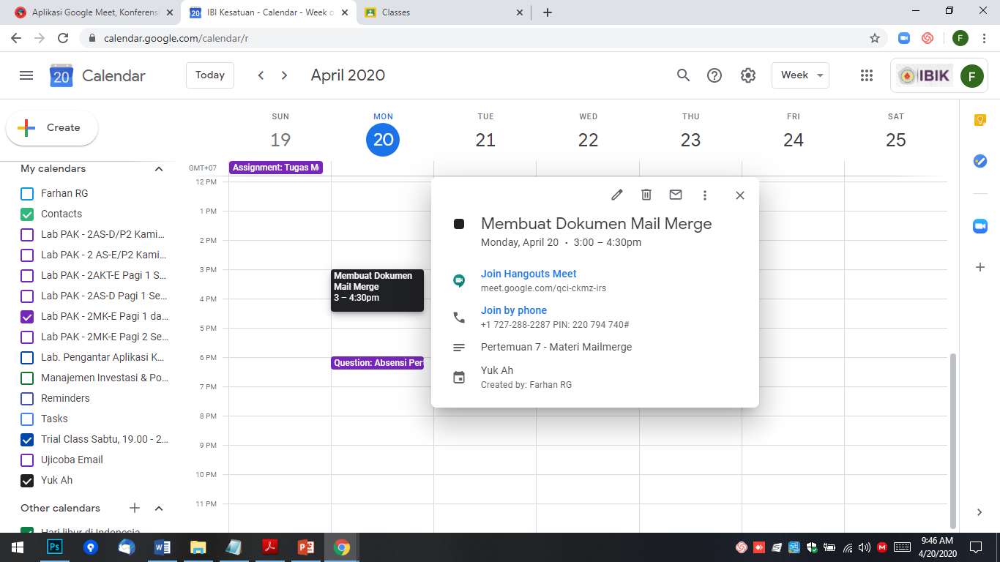 Aplikasi Google Meet, Konferensi
IBI Kesatuan - Calendar - Week o
Classes
calendar.google.com/calendar/r
F
20
Calendar
Today
April 2020
Week
IBIK
F
Create
SUN
MON
TUE
WED
THU
FRI
SAT
19
20
21
22
23
24
25
GMT+07
Assignment: Tugas M
My calendars
Farhan RG
Contacts
Lab PAK - 2AS-D/P2 Kami...
Lab PAK - 2 AS-E/P2 Kami...
Lab PAK - 2AKT-E Pagi 1 S...
Lab PAK - 2AS-D Pagi 1 Se...
Lab PAK - 2MK-E Pagi 1 da...
Lab PAK - 2MK-E Pagi 2 Se...
Lab. Pengantar Aplikasi K...
Manajemen Investasi & Po...
Reminders
Tasks
Trial Class Sabtu, 19.00 - 2...
Ujicoba Email
Yuk Ah
Other calendars
Hari libur di Indonesia
12 PM
1 PM
2 PM
3 PM
4 PM
5 PM
6 PM
7 PM
8 PM
9 PM
10 PM
11 PM
Membuat Dokumen
Mail Merge
3 – 4:30pm
Question: Absensi Per
Membuat Dokumen Mail Merge
Monday, April 20 • 3:00 – 4:30pm
Join Hangouts Meet
meet.google.com/qci-ckmz-irs
Join by phone
+1 727-288-2287 PIN: 220 794 740#
Pertemuan 7 - Materi Mailmerge
Yuk Ah
Created by: Farhan RG
Ps
9:46 AM
4/20/2020